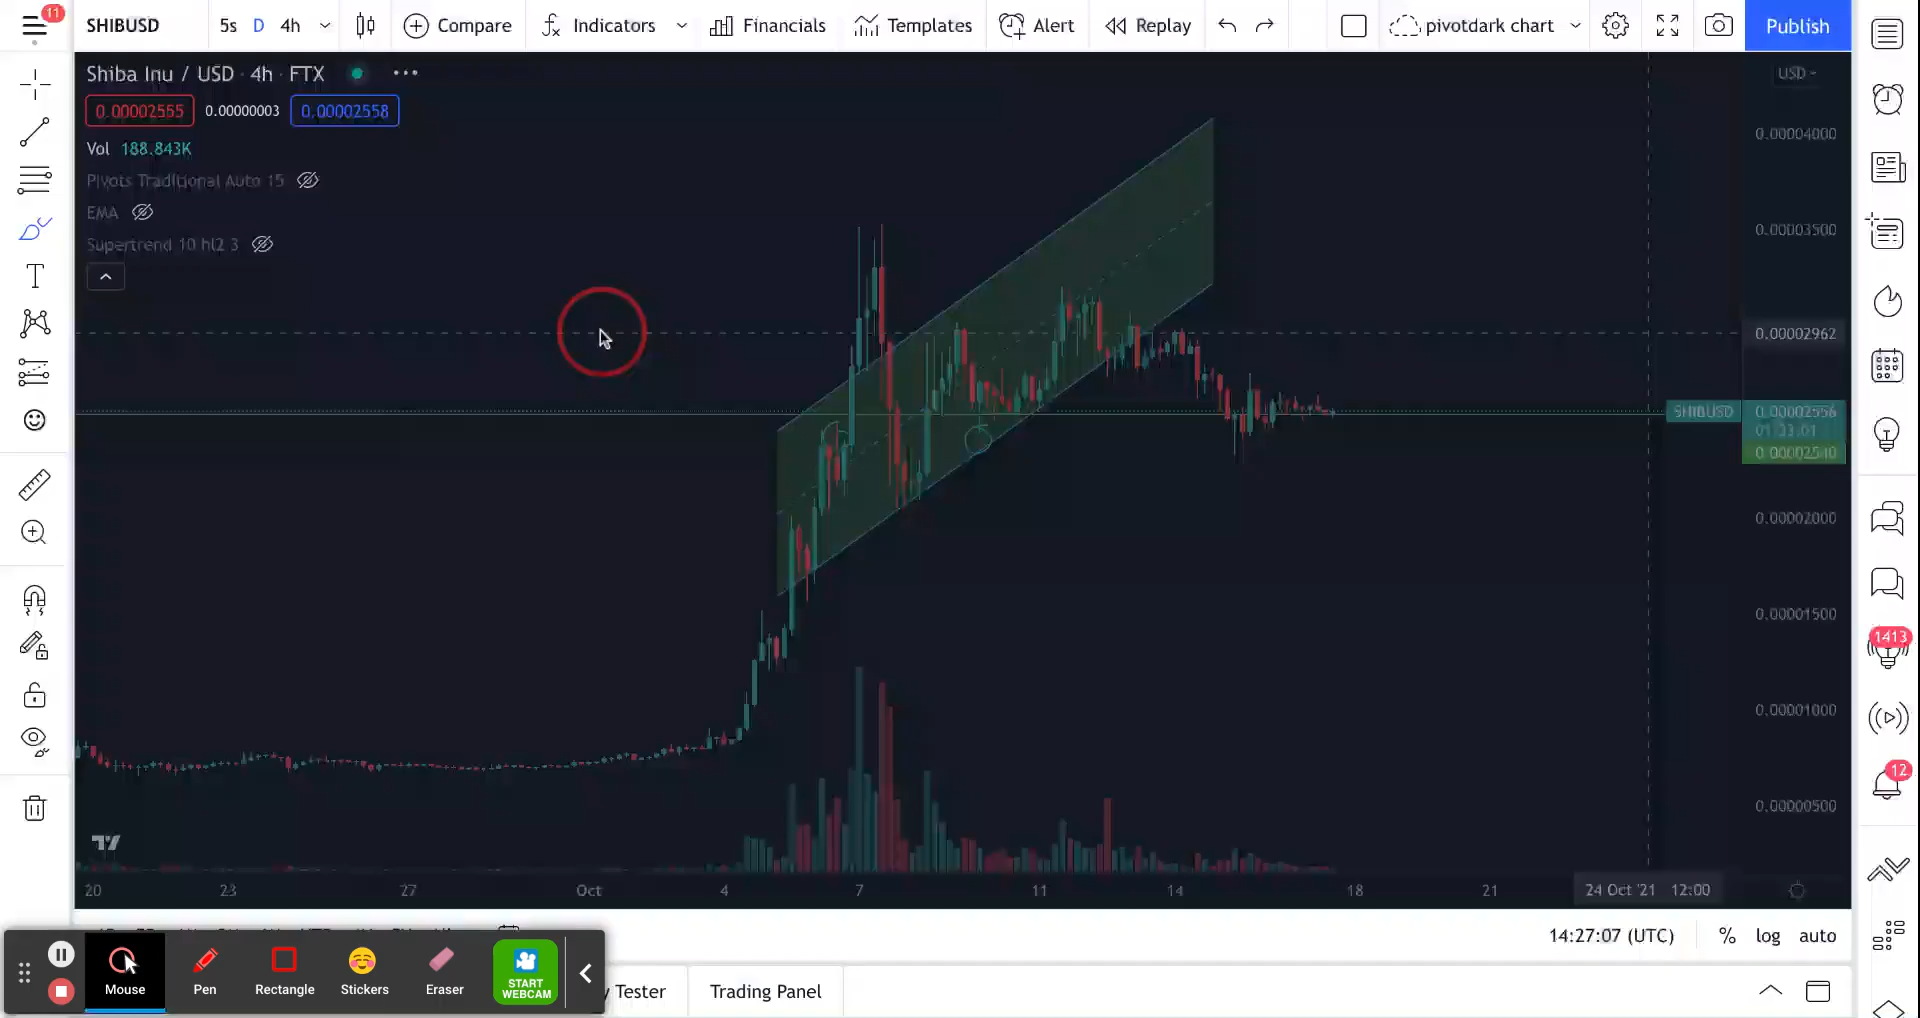 11
SHIBUSD 5s D 4h Compare Indicators Financials Templates Alert Replay pivotdark chart Publish
Shiba Inu / USD · 4h · FTX
USD
0.00002555 0.00000003 0.00002558
Vol 188.843K
Pivots Traditional Auto 15
EMA
Supertrend 10 hl2 3
0.00004000
0.00003500
0.00002962
SHIBUSD 0.00002556
01:33:01
0.00002540
0.00002000
0.00001500
0.00001000
0.00000500
1413
12
20 23 27 Oct 4 7 11 14 18 21 24 Oct '21 12:00
14:27:07 (UTC) % log auto
Mouse Pen Rectangle Stickers Eraser
START
WEBCAM
Tester Trading Panel